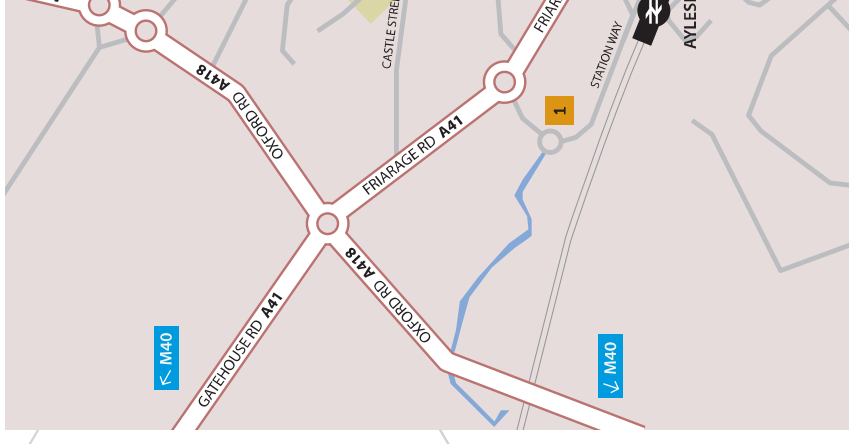 CASTLE STRE
FRIAR
STATION WAY
AYLES
A418
OXFORD RD
1
FRIARAGE RD A41
A418
OXFORD RD
GATEHOUSE RD A41
← M40
← M40